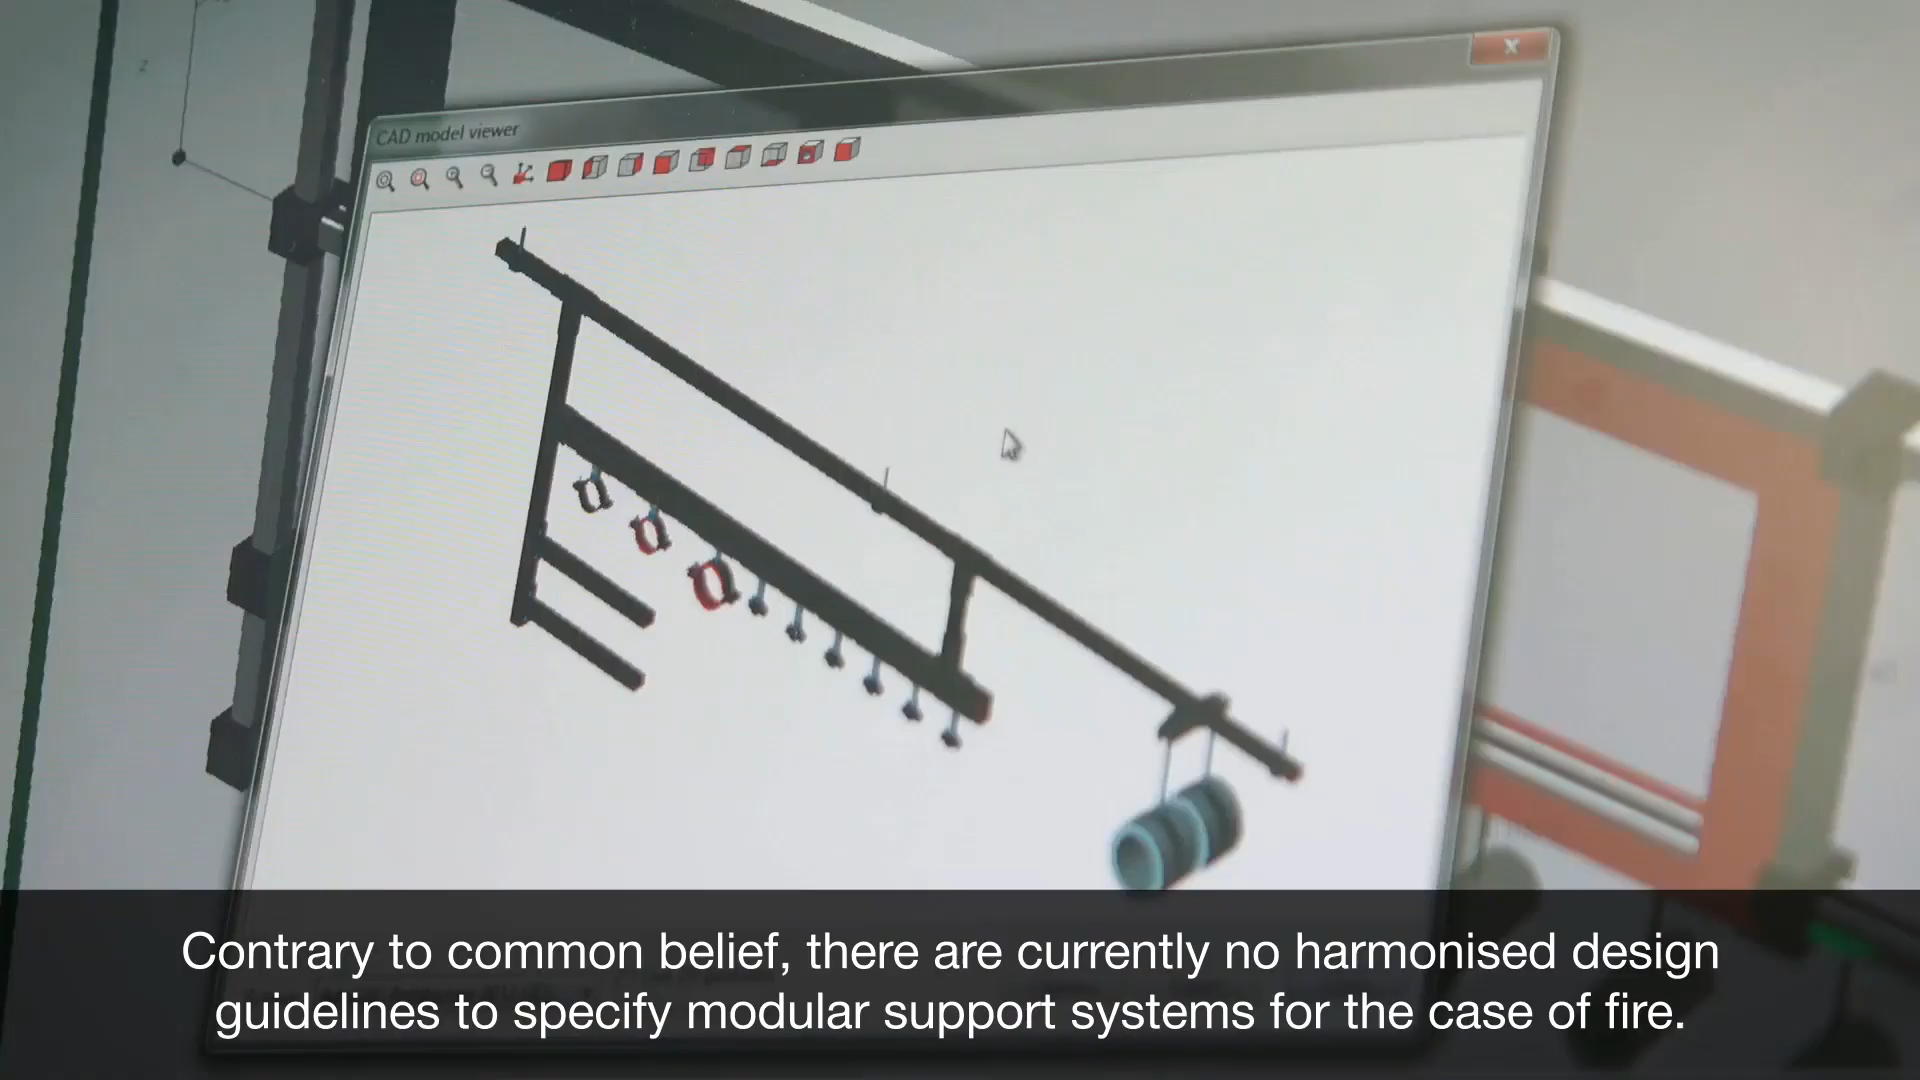 CAD model viewer
Contrary to common belief, there are currently no harmonised design
guidelines to specify modular support systems for the case of fire.